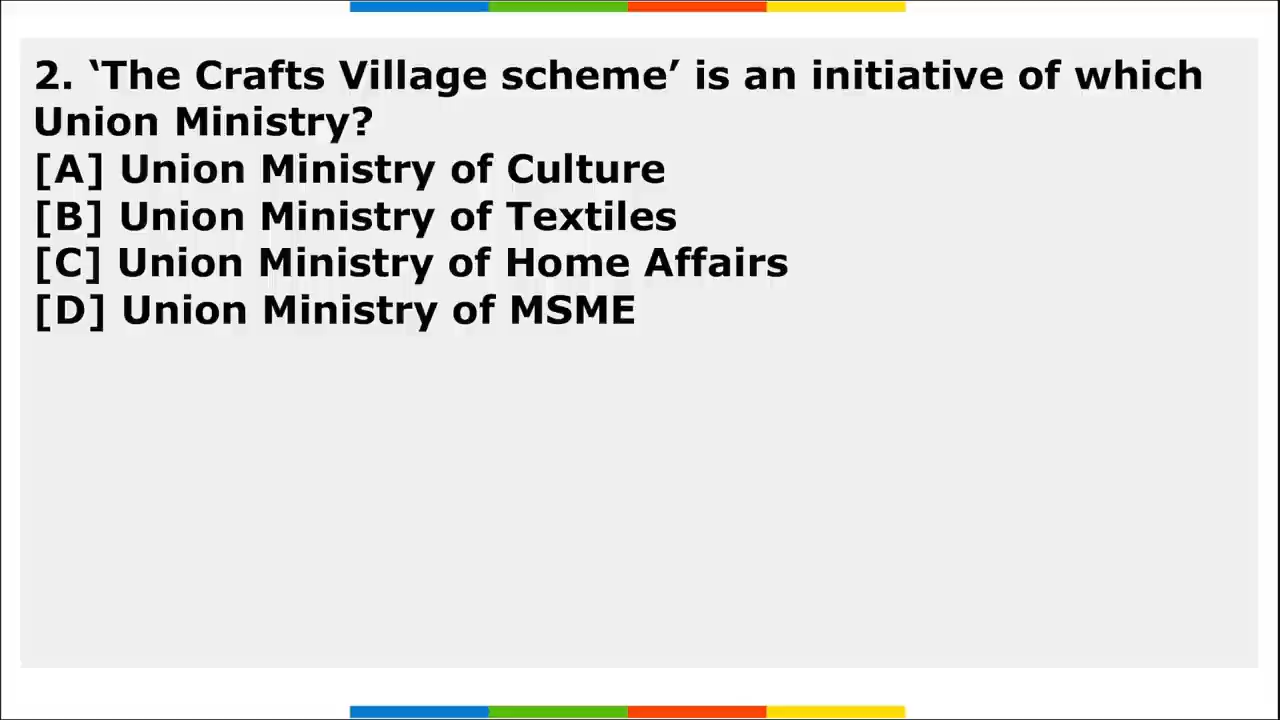 2. ‘The Crafts Village scheme’ is an initiative of which
Union Ministry?
[A] Union Ministry of Culture
[B] Union Ministry of Textiles
[C] Union Ministry of Home Affairs
[D] Union Ministry of MSME